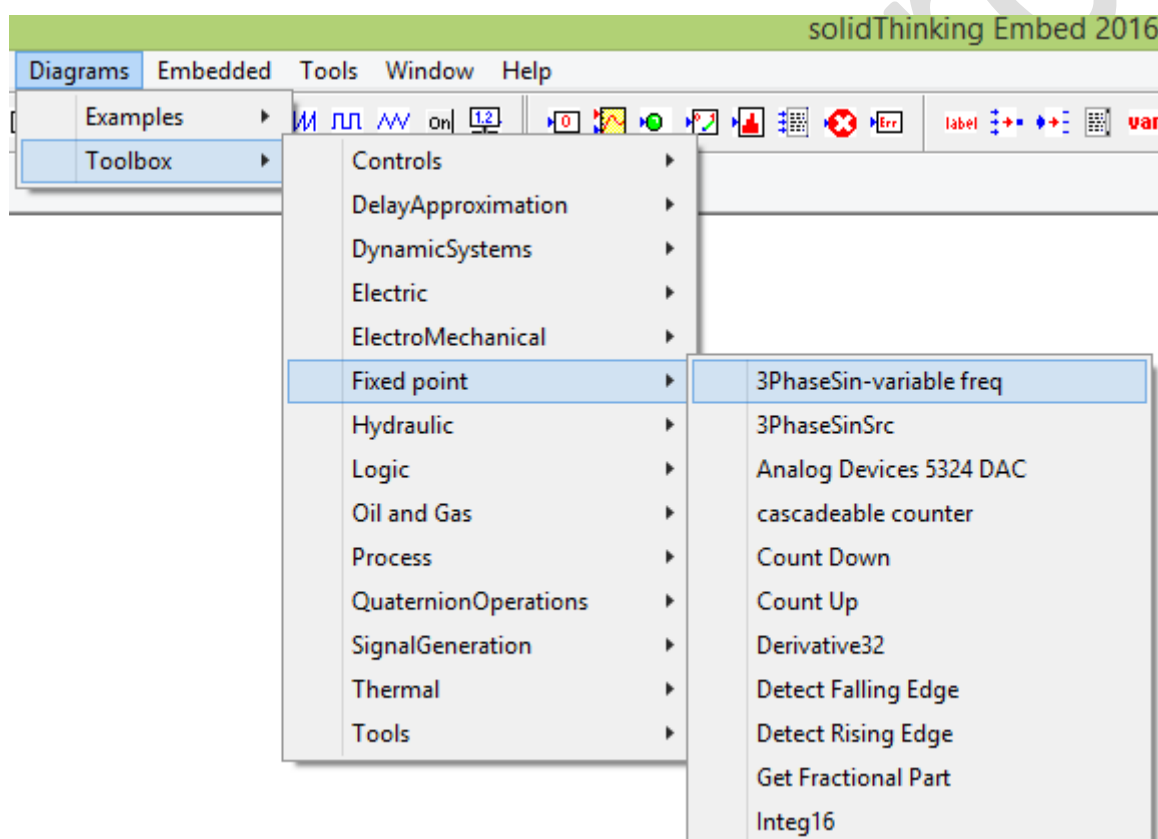 solidThinking Embed 2016
Diagrams Embedded Tools Window Help
Examples
Toolbox
on 1.2 0 Err label var
Controls
DelayApproximation
DynamicSystems
Electric
ElectroMechanical
Fixed point
Hydraulic
Logic
Oil and Gas
Process
QuaternionOperations
SignalGeneration
Thermal
Tools
3PhaseSin-variable freq
3PhaseSinSrc
Analog Devices 5324 DAC
cascadeable counter
Count Down
Count Up
Derivative32
Detect Falling Edge
Detect Rising Edge
Get Fractional Part
Integ16